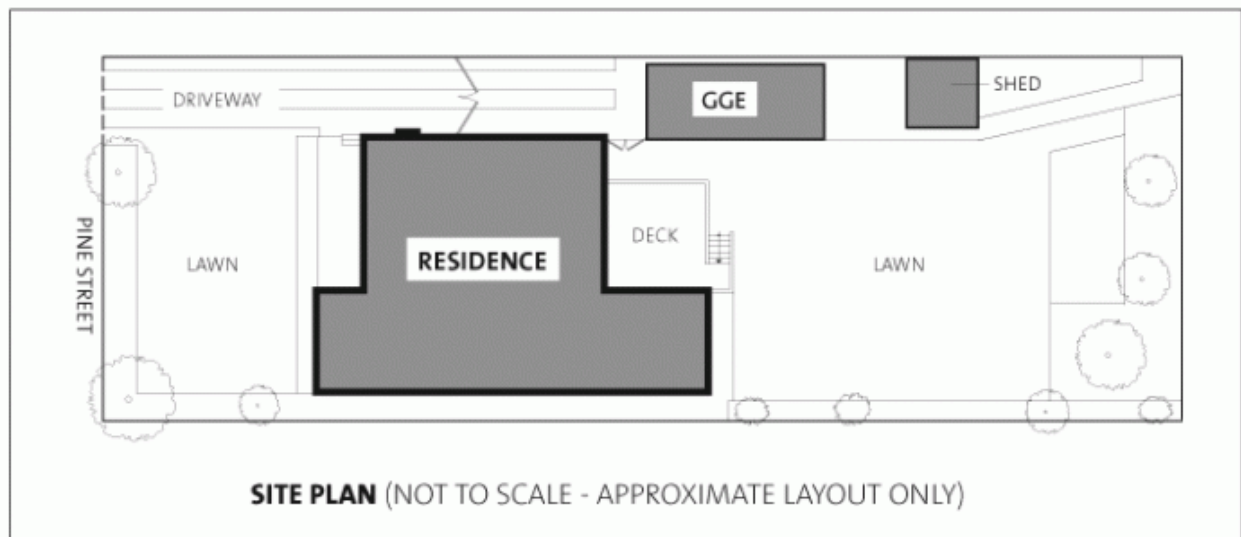 DRIVEWAY
GGE
SHED
PINE STREET
LAWN
RESIDENCE
DECK
LAWN
SITE PLAN (NOT TO SCALE - APPROXIMATE LAYOUT ONLY)